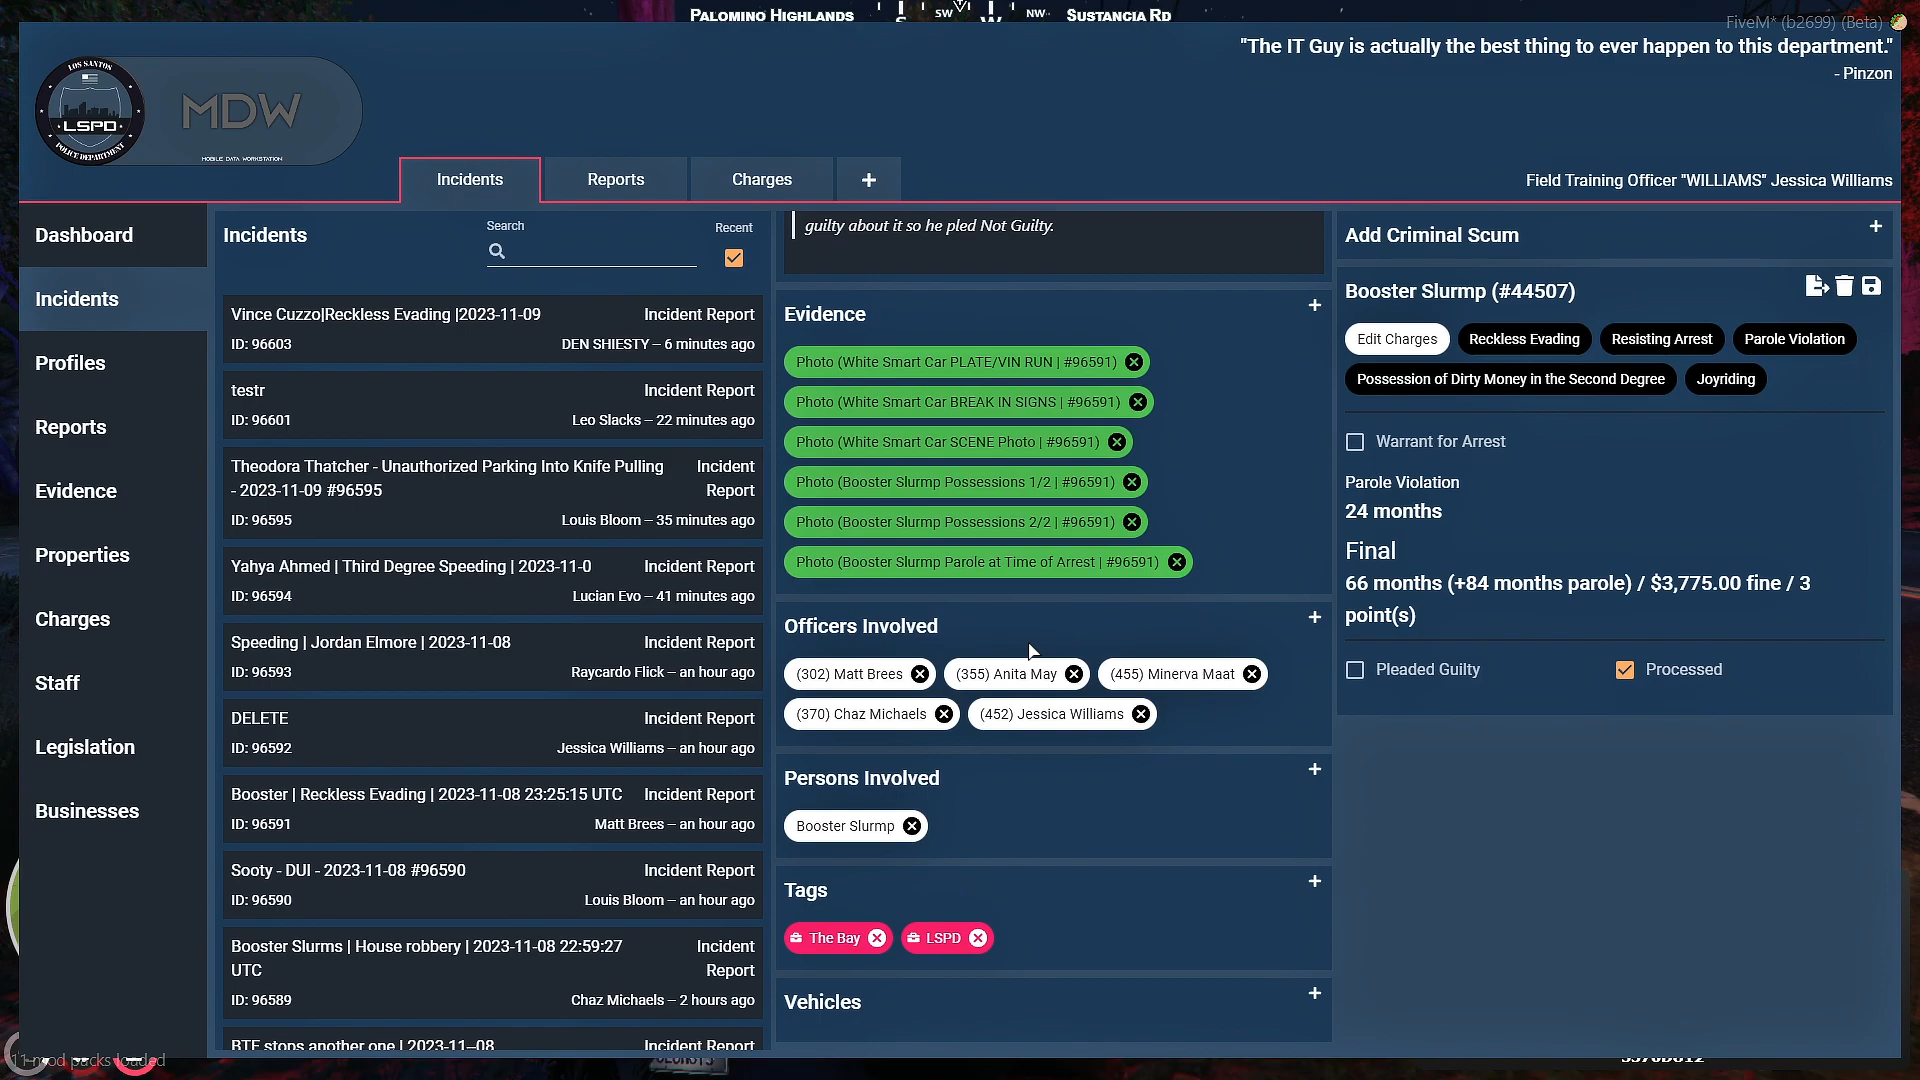 PALOMINO HIGHLANDS
S
SW
W
NW
SUSTANCIA RD
FiveM* (b2699) (Beta)
"The IT Guy is actually the best thing to ever happen to this department."
- Pinzon
LOS SANTOS
LSPD
POLICE DEPARTMENT
MDW
MOBILE DATA WORKSTATION
Incidents
Reports
Charges
+
Field Training Officer "WILLIAMS" Jessica Williams
Dashboard
Incidents
Profiles
Reports
Evidence
Properties
Charges
Staff
Legislation
Businesses
Incidents
Search
Recent
Vince Cuzzo|Reckless Evading |2023-11-09
Incident Report
ID: 96603
DEN SHIESTY – 6 minutes ago
testr
Incident Report
ID: 96601
Leo Slacks – 22 minutes ago
Theodora Thatcher - Unauthorized Parking Into Knife Pulling
- 2023-11-09 #96595
Incident
Report
ID: 96595
Louis Bloom – 35 minutes ago
Yahya Ahmed | Third Degree Speeding | 2023-11-0
Incident Report
ID: 96594
Lucian Evo – 41 minutes ago
Speeding | Jordan Elmore | 2023-11-08
Incident Report
ID: 96593
Raycardo Flick – an hour ago
DELETE
Incident Report
ID: 96592
Jessica Williams – an hour ago
Booster | Reckless Evading | 2023-11-08 23:25:15 UTC
Incident Report
ID: 96591
Matt Brees – an hour ago
Sooty - DUI - 2023-11-08 #96590
Incident Report
ID: 96590
Louis Bloom – an hour ago
Booster Slurms | House robbery | 2023-11-08 22:59:27
UTC
Incident
Report
ID: 96589
Chaz Michaels – 2 hours ago
BTF stops another one | 2023-11--08
Incident Report
guilty about it so he pled Not Guilty.
Evidence
+
Photo (White Smart Car PLATE/VIN RUN | #96591)
Photo (White Smart Car BREAK IN SIGNS | #96591)
Photo (White Smart Car SCENE Photo | #96591)
Photo (Booster Slurmp Possessions 1/2 | #96591)
Photo (Booster Slurmp Possessions 2/2 | #96591)
Photo (Booster Slurmp Parole at Time of Arrest | #96591)
Officers Involved
+
(302) Matt Brees
(355) Anita May
(455) Minerva Maat
(370) Chaz Michaels
(452) Jessica Williams
Persons Involved
+
Booster Slurmp
Tags
+
The Bay
LSPD
Vehicles
+
Add Criminal Scum
+
Booster Slurmp (#44507)
Edit Charges
Reckless Evading
Resisting Arrest
Parole Violation
Possession of Dirty Money in the Second Degree
Joyriding
Warrant for Arrest
Parole Violation
24 months
Final
66 months (+84 months parole) / $3,775.00 fine / 3
point(s)
Pleaded Guilty
Processed
11 mod packs loaded